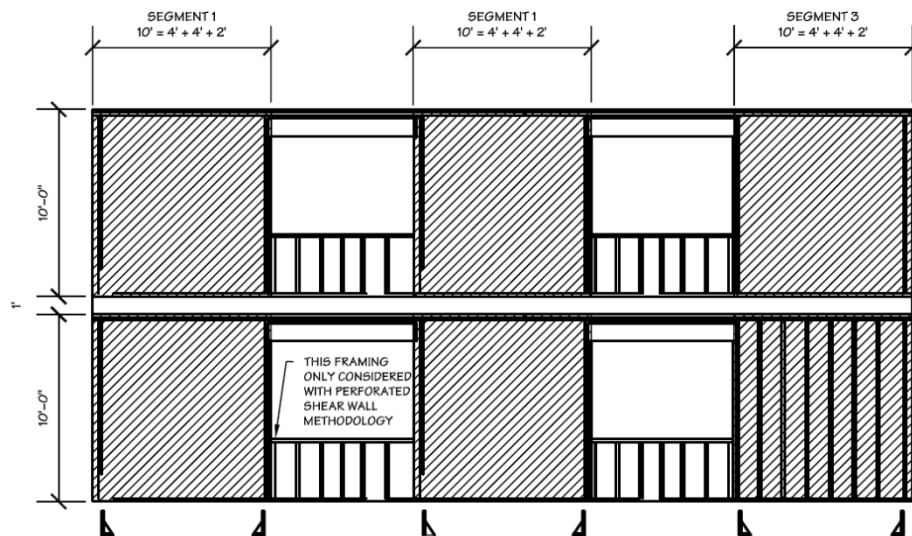 SEGMENT 1
10' = 4' + 4' + 2'
SEGMENT 1
10' = 4' + 4' + 2'
SEGMENT 3
10' = 4' + 4' + 2'
10'-0"
1'
10'-0"
THIS FRAMING
ONLY CONSIDERED
WITH PERFORATED
SHEAR WALL
METHODOLOGY